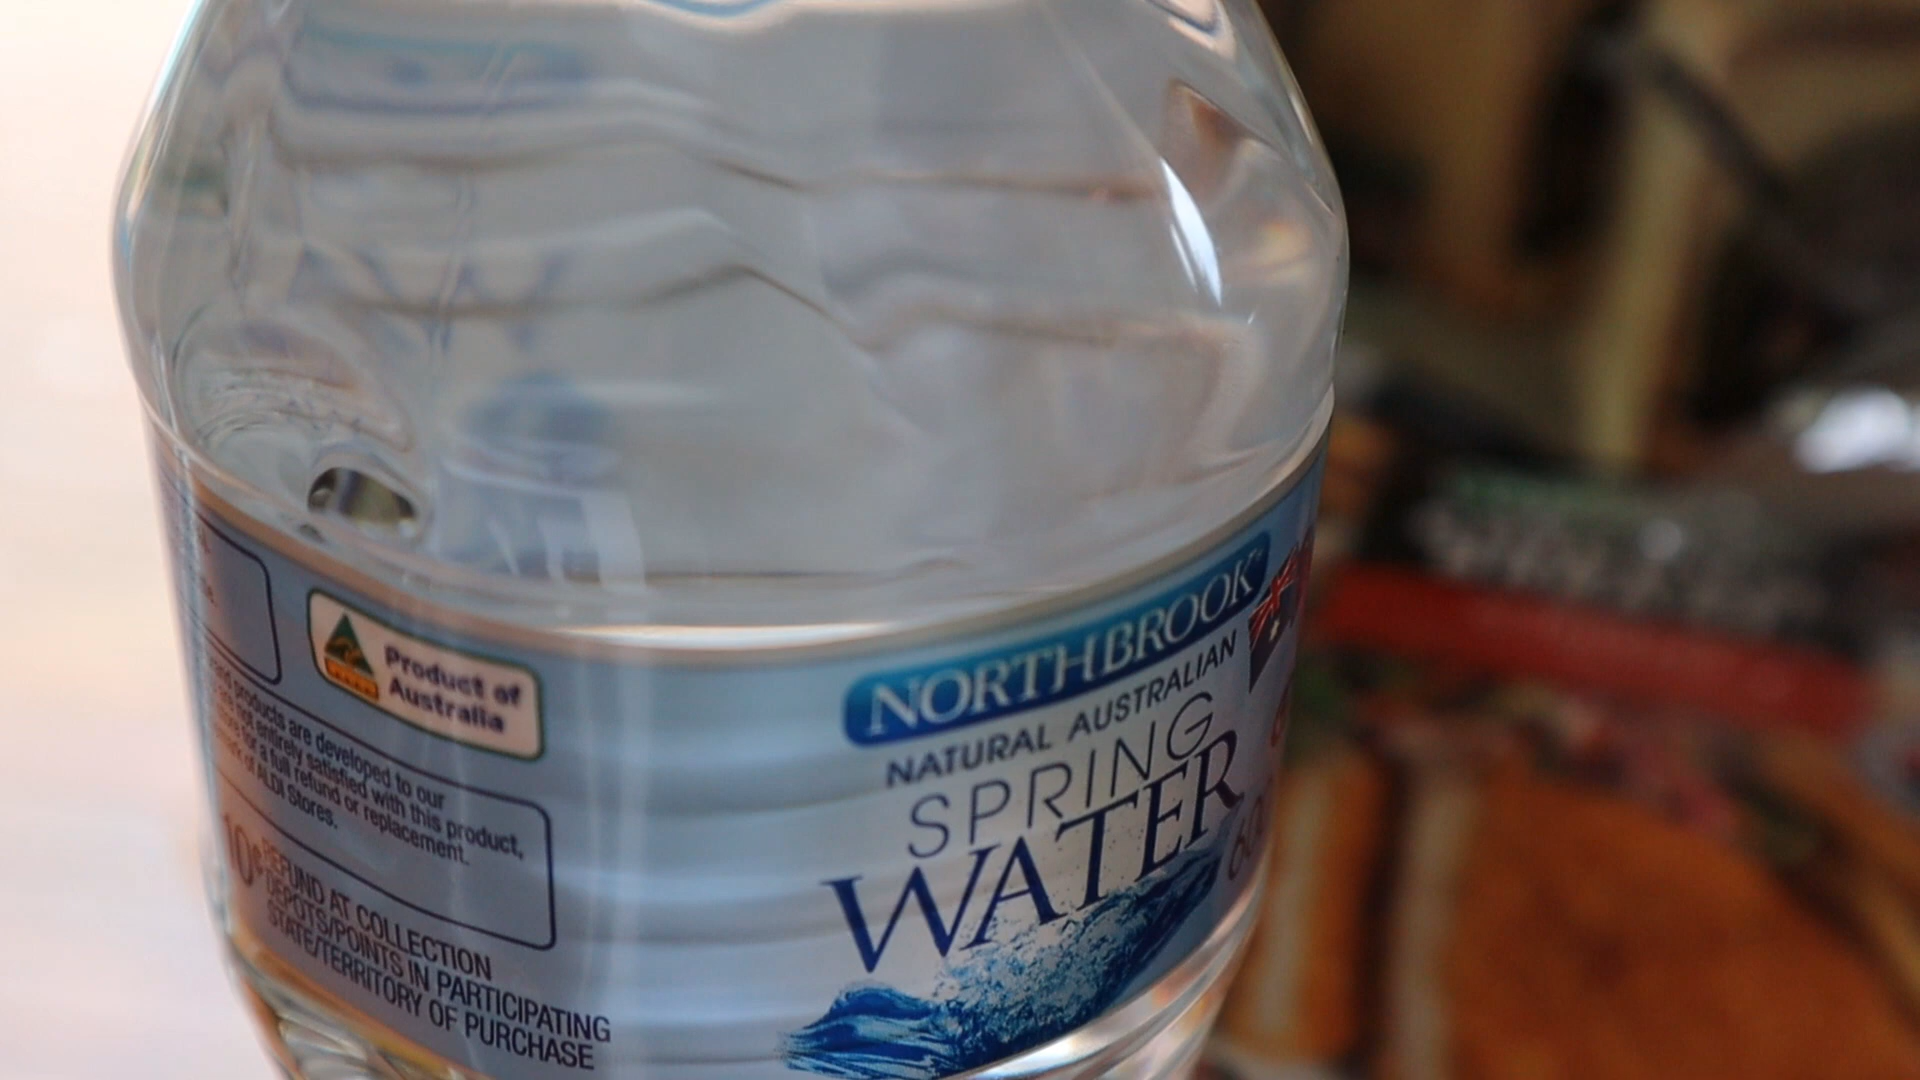 Product of
Australia
products are developed to our
not entirely satisfied with this product,
for a full refund or replacement.
of ALDI Stores.
10¢ REFUND AT COLLECTION
DEPOTS/POINTS IN PARTICIPATING
STATE/TERRITORY OF PURCHASE
NORTHBROOK
NATURAL AUSTRALIAN
SPRING
WATER